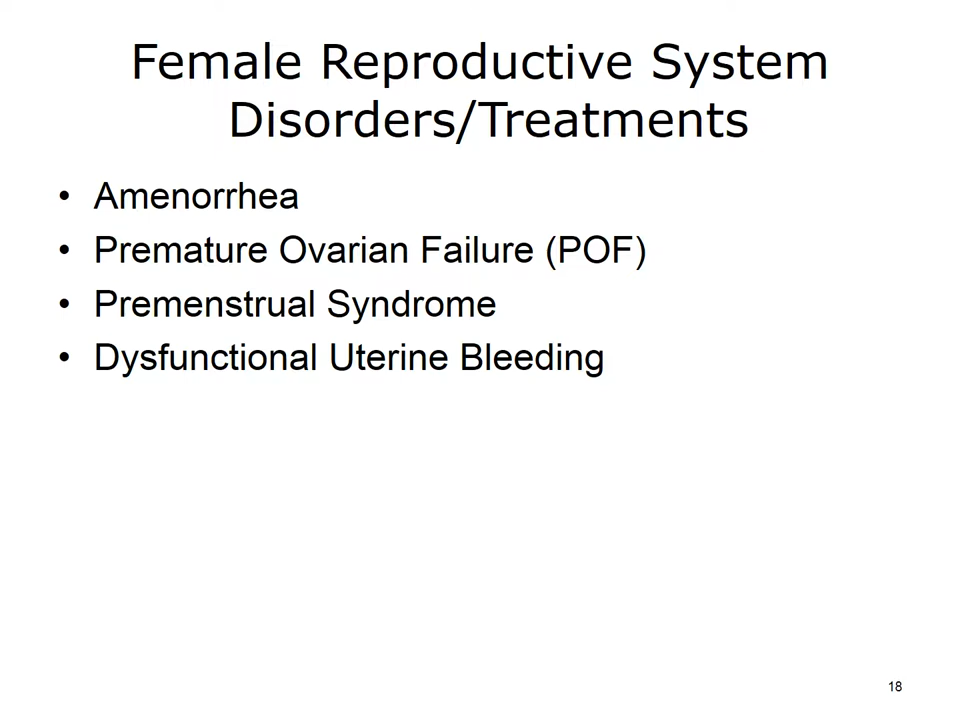 Female Reproductive System
Disorders/Treatments
• Amenorrhea
• Premature Ovarian Failure (POF)
• Premenstrual Syndrome
• Dysfunctional Uterine Bleeding
18